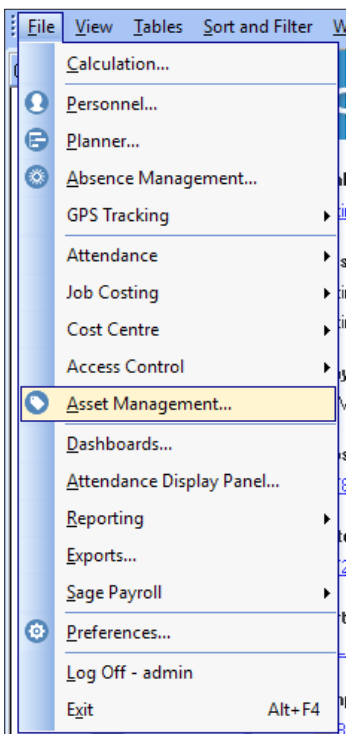 File View Tables Sort and Filter
Calculation...
Personnel...
Planner...
Absence Management...
GPS Tracking
Attendance
Job Costing
Cost Centre
Access Control
Asset Management...
Dashboards...
Attendance Display Panel...
Reporting
Exports...
Sage Payroll
Preferences...
Log Off - admin
Exit Alt+F4